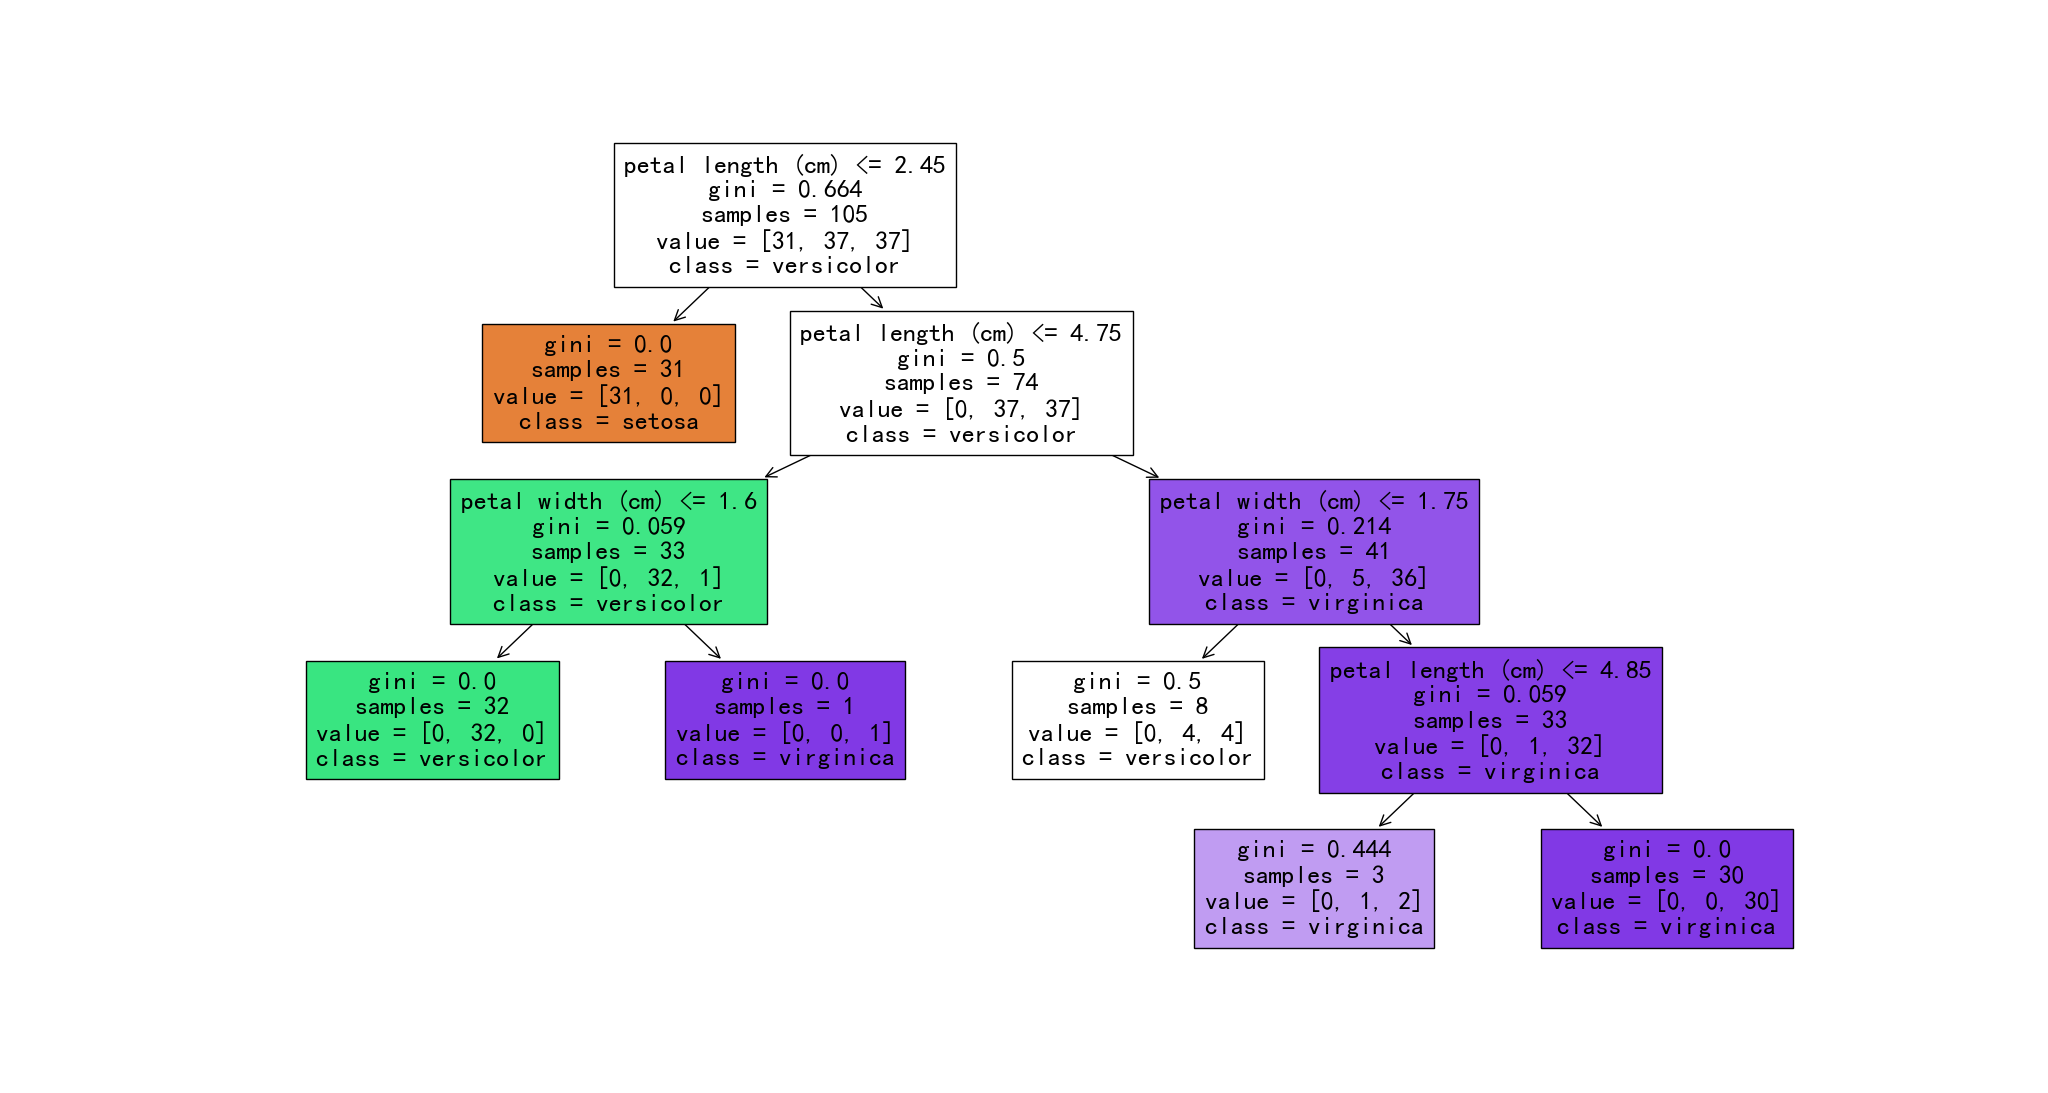 petal length (cm) <= 2.45
gini = 0.664
samples = 105
value = [31, 37, 37]
class = versicolor
gini = 0.0
samples = 31
value = [31, 0, 0]
class = setosa
petal length (cm) <= 4.75
gini = 0.5
samples = 74
value = [0, 37, 37]
class = versicolor
petal width (cm) <= 1.6
gini = 0.059
samples = 33
value = [0, 32, 1]
class = versicolor
petal width (cm) <= 1.75
gini = 0.214
samples = 41
value = [0, 5, 36]
class = virginica
gini = 0.0
samples = 32
value = [0, 32, 0]
class = versicolor
gini = 0.0
samples = 1
value = [0, 0, 1]
class = virginica
gini = 0.5
samples = 8
value = [0, 4, 4]
class = versicolor
petal length (cm) <= 4.85
gini = 0.059
samples = 33
value = [0, 1, 32]
class = virginica
gini = 0.444
samples = 3
value = [0, 1, 2]
class = virginica
gini = 0.0
samples = 30
value = [0, 0, 30]
class = virginica